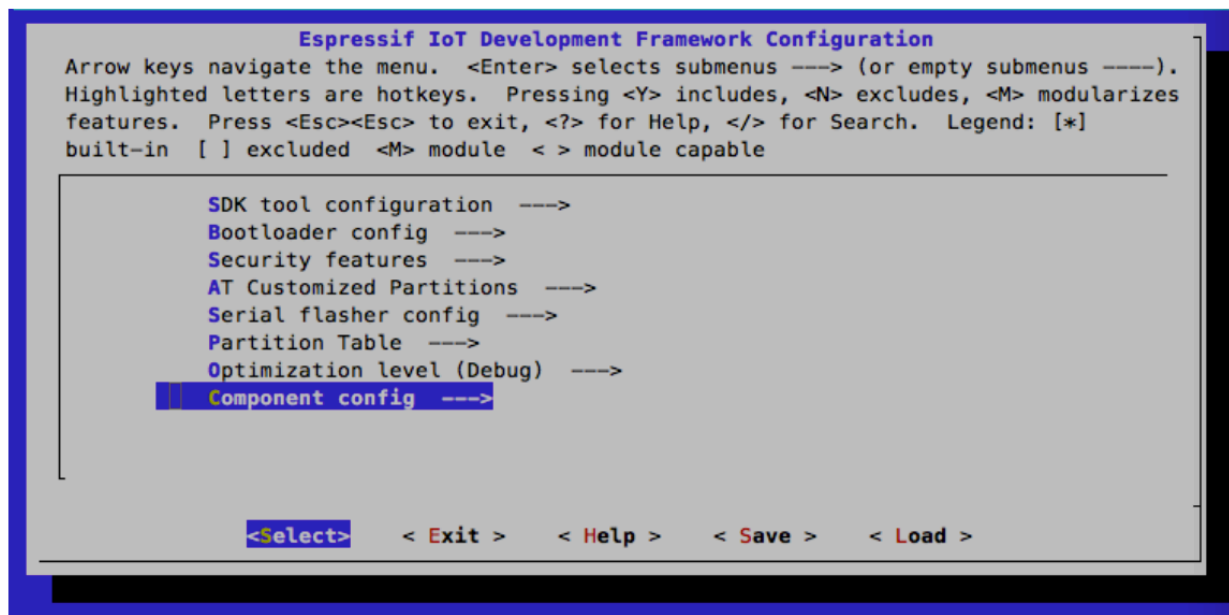 Espressif IoT Development Framework Configuration
Arrow keys navigate the menu.  <Enter> selects submenus ---> (or empty submenus ----).
Highlighted letters are hotkeys.  Pressing <Y> includes, <N> excludes, <M> modularizes
features.  Press <Esc><Esc> to exit, <?> for Help, </> for Search.  Legend: [*]
built-in  [ ] excluded  <M> module  < > module capable
SDK tool configuration  --->
Bootloader config  --->
Security features  --->
AT Customized Partitions  --->
Serial flasher config  --->
Partition Table  --->
Optimization level (Debug)  --->
Component config  --->
<Select>    < Exit >    < Help >    < Save >    < Load >